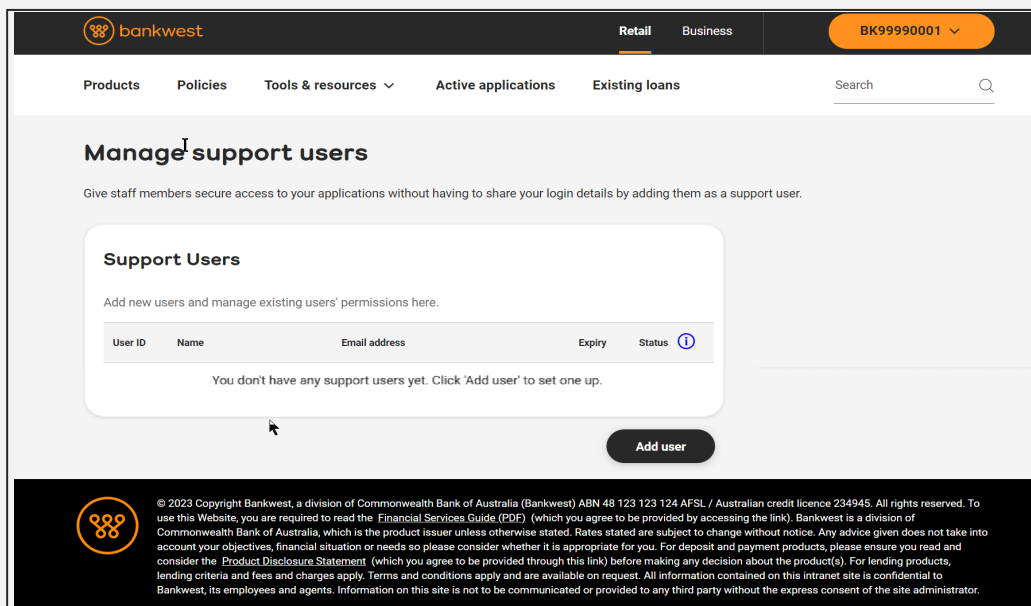 bankwest
Retail Business BK99990001
Products Policies Tools & resources Active applications Existing loans Search
Manage support users
Give staff members secure access to your applications without having to share your login details by adding them as a support user.
Support Users
Add new users and manage existing users' permissions here.
User ID Name Email address Expiry Status i
You don't have any support users yet. Click 'Add user' to set one up.
Add user
© 2023 Copyright Bankwest, a division of Commonwealth Bank of Australia (Bankwest) ABN 48 123 123 124 AFSL / Australian credit licence 234945. All rights reserved. To
use this Website, you are required to read the Financial Services Guide (PDF) (which you agree to be provided by accessing the link). Bankwest is a division of
Commonwealth Bank of Australia, which is the product issuer unless otherwise stated. Rates stated are subject to change without notice. Any advice given does not take into
account your objectives, financial situation or needs so please consider whether it is appropriate for you. For deposit and payment products, please ensure you read and
consider the Product Disclosure Statement (which you agree to be provided through this link) before making any decision about the product(s). For lending products,
lending criteria and fees and charges apply. Terms and conditions apply and are available on request. All information contained on this intranet site is confidential to
Bankwest, its employees and agents. Information on this site is not to be communicated or provided to any third party without the express consent of the site administrator.